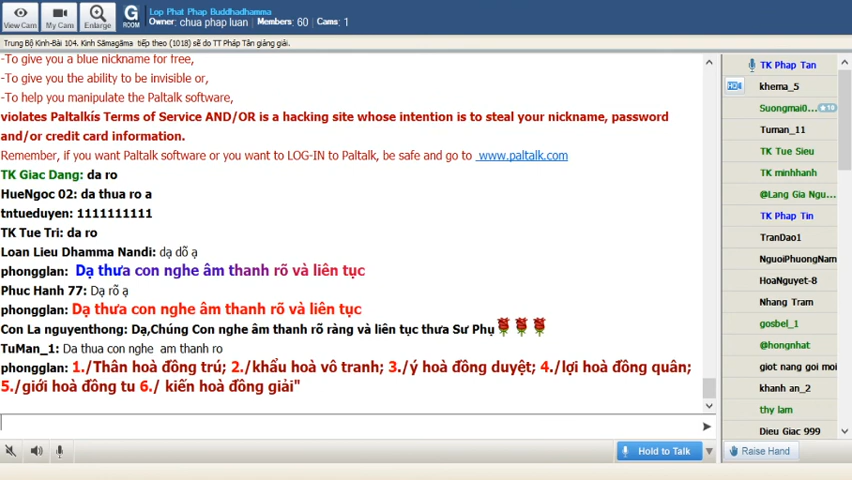 Lop Phat Phap Buddhadhamma
Owner: chua phap luan Members: 60 Cams: 1
View Cam My Cam Enlarge G ROOM
Trung Bộ Kinh-Bài 104. Kinh Sāmagāma tiếp theo (1018) sẽ do TT Pháp Tân giảng giải.
-To give you a blue nickname for free,
-To give you the ability to be invisible or,
-To help you manipulate the Paltalk software,
violates Paltalkís Terms of Service AND/OR is a hacking site whose intention is to steal your nickname, password
and/or credit card information.
Remember, if you want Paltalk software or you want to LOG-IN to Paltalk, be safe and go to www.paltalk.com
TK Giac Dang: da ro
HueNgoc 02: da thua ro a
tntueduyen: 1111111111
TK Tue Tri: da ro
Loan Lieu Dhamma Nandi: dạ dỗ ạ
phongglan: Dạ thưa con nghe âm thanh rõ và liên tục
Phuc Hanh 77: Dạ rõ ạ
phongglan: Dạ thưa con nghe âm thanh rõ và liên tục
Con La nguyenthong: Dạ,Chúng Con nghe âm thanh rõ ràng và liên tục thưa Sư Phụ
TuMan_1: Da thua con nghe am thanh ro
phongglan: 1./Thân hoà đồng trú; 2./khẩu hoà vô tranh; 3./ý hoà đồng duyệt; 4./lợi hoà đồng quân;
5./giới hoà đồng tu 6./ kiến hoà đồng giải"
Hold to Talk
TK Phap Tan
HD khema_5
Suongmai0... +10
Tuman_11
TK Tue Sieu
TK minhhanh
@Lang Gia Ngu...
TK Phap Tin
TranDao1
NguoiPhuongNam
HoaNguyet-8
Nhang Tram
gosbel_1
@hongnhat
giot nang goi moi
khanh an_2
thy lam
Dieu Giac 999
Raise Hand